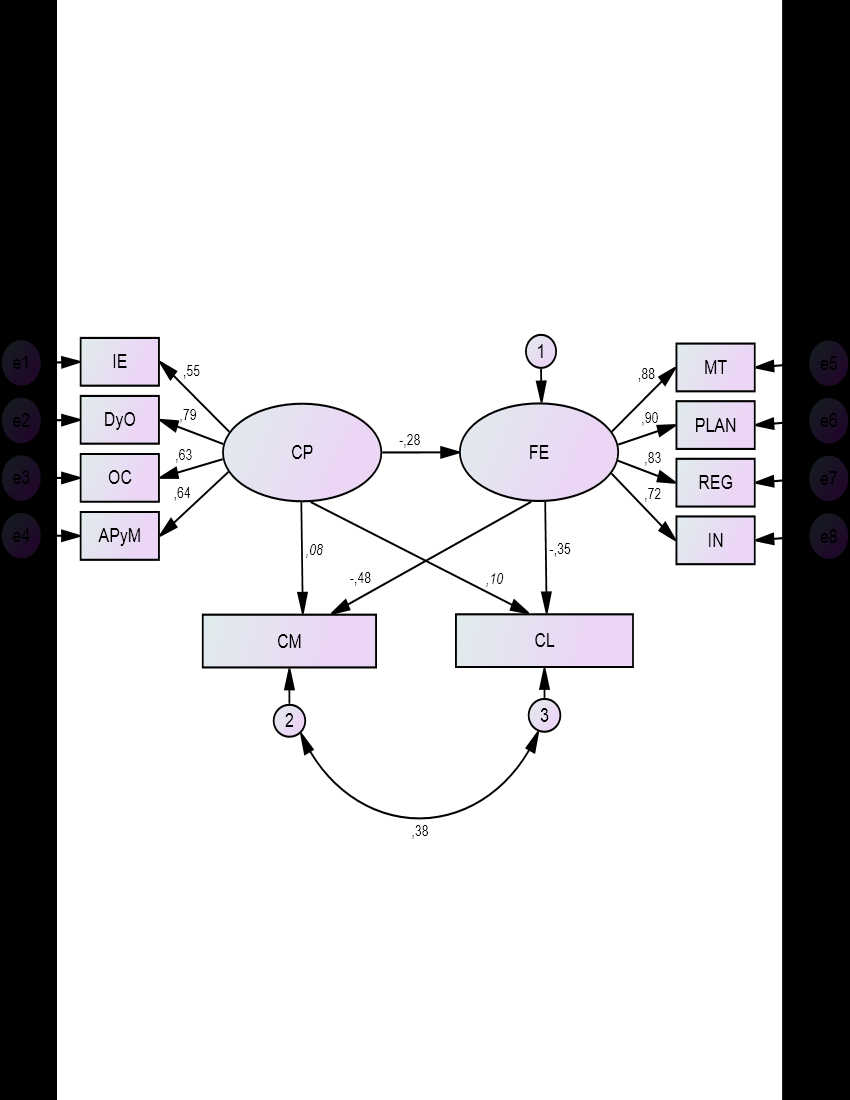 1
e1
IE
,55
,88
MT
e5
e2
DyO
,79
,90
PLAN
e6
CP
-,28
FE
e3
OC
,63
,83
REG
e7
e4
APyM
,64
,72
IN
e8
,08
-,48
,10
-,35
CM
CL
2
3
,38